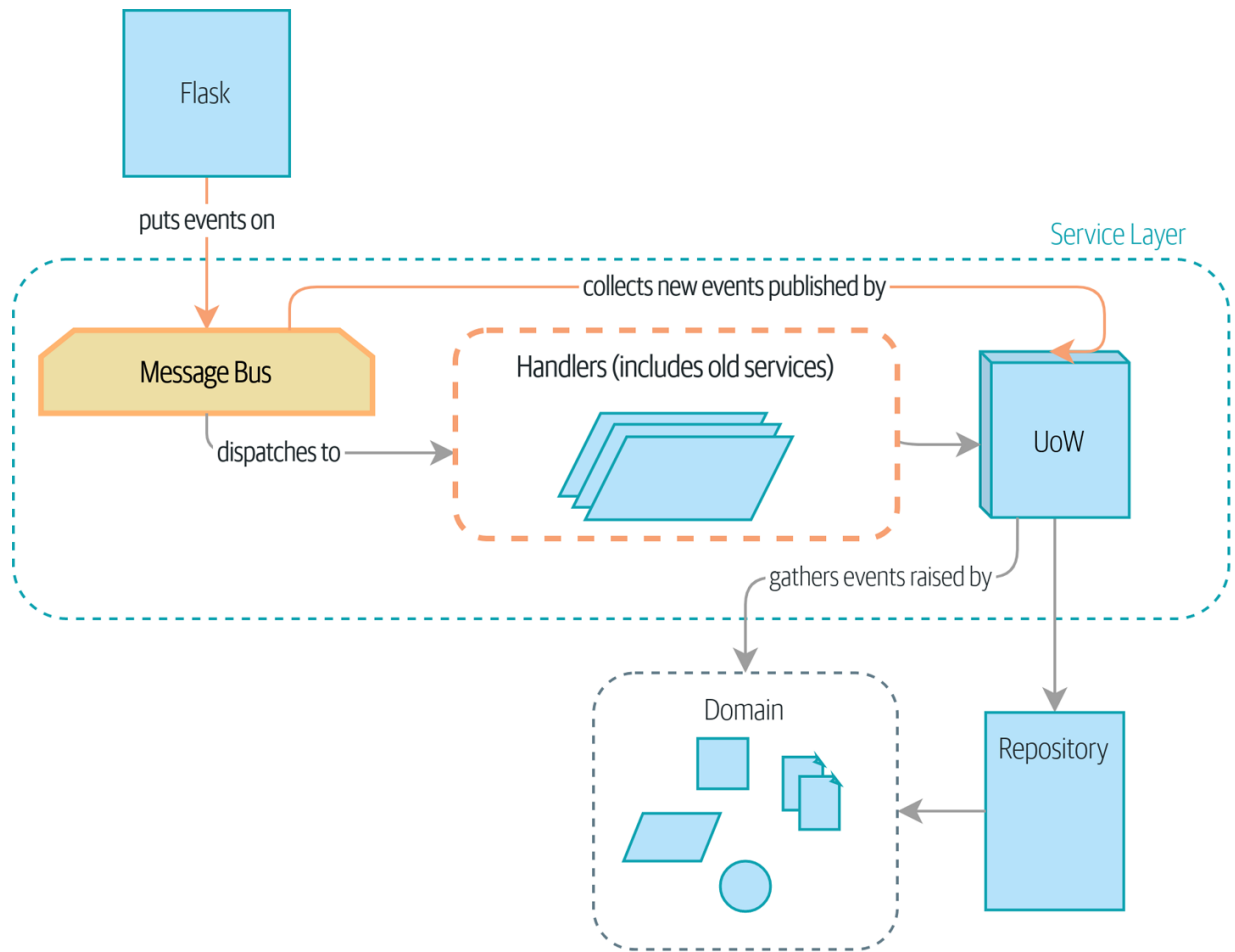 Flask
puts events on
Service Layer
collects new events published by
Message Bus
Handlers (includes old services)
UoW
dispatches to
gathers events raised by
Domain
Repository